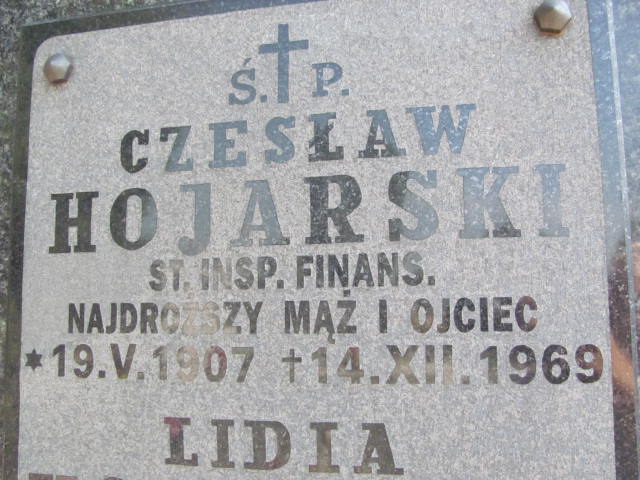 Ś. † P.
CZESŁAW
HOJARSKI
ST. INSP. FINANS.
NAJDROŻSZY MĄŻ I OJCIEC
* 19.V.1907 † 14.XII.1969
LIDIA